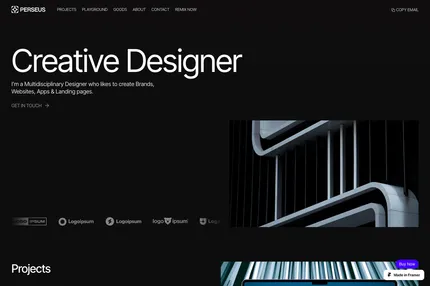 PERSEUS
PROJECTS PLAYGROUND GOODS ABOUT CONTACT REMIX NOW
COPY EMAIL
Creative Designer
I'm a Multidisciplinary Designer who likes to create Brands,
Websites, Apps & Landing pages.
GET IN TOUCH
IPSUM Logoipsum Logoipsum logo ipsum Logo
Projects
Buy Now
Made in Framer